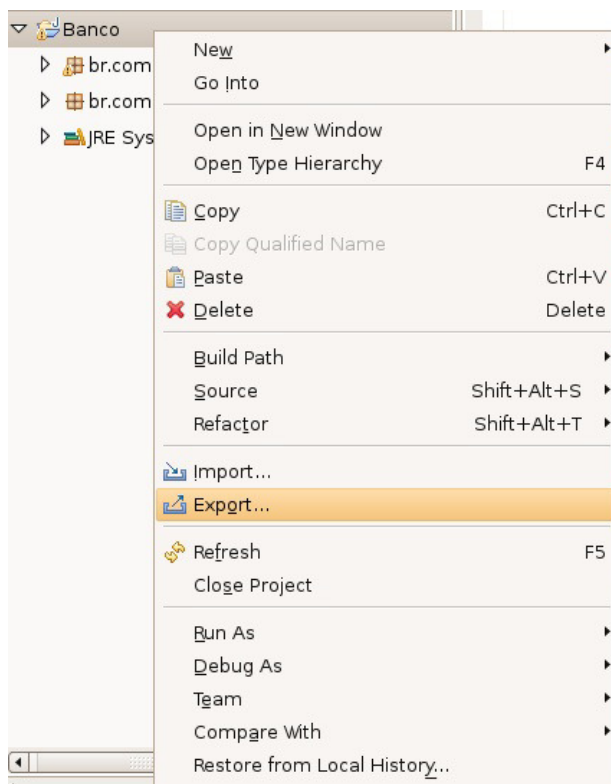 Banco
br.com
br.com
JRE Sys
New
Go Into
Open in New Window
Open Type Hierarchy F4
Copy Ctrl+C
Copy Qualified Name
Paste Ctrl+V
Delete Delete
Build Path
Source Shift+Alt+S
Refactor Shift+Alt+T
Import...
Export...
Refresh F5
Close Project
Run As
Debug As
Team
Compare With
Restore from Local History...